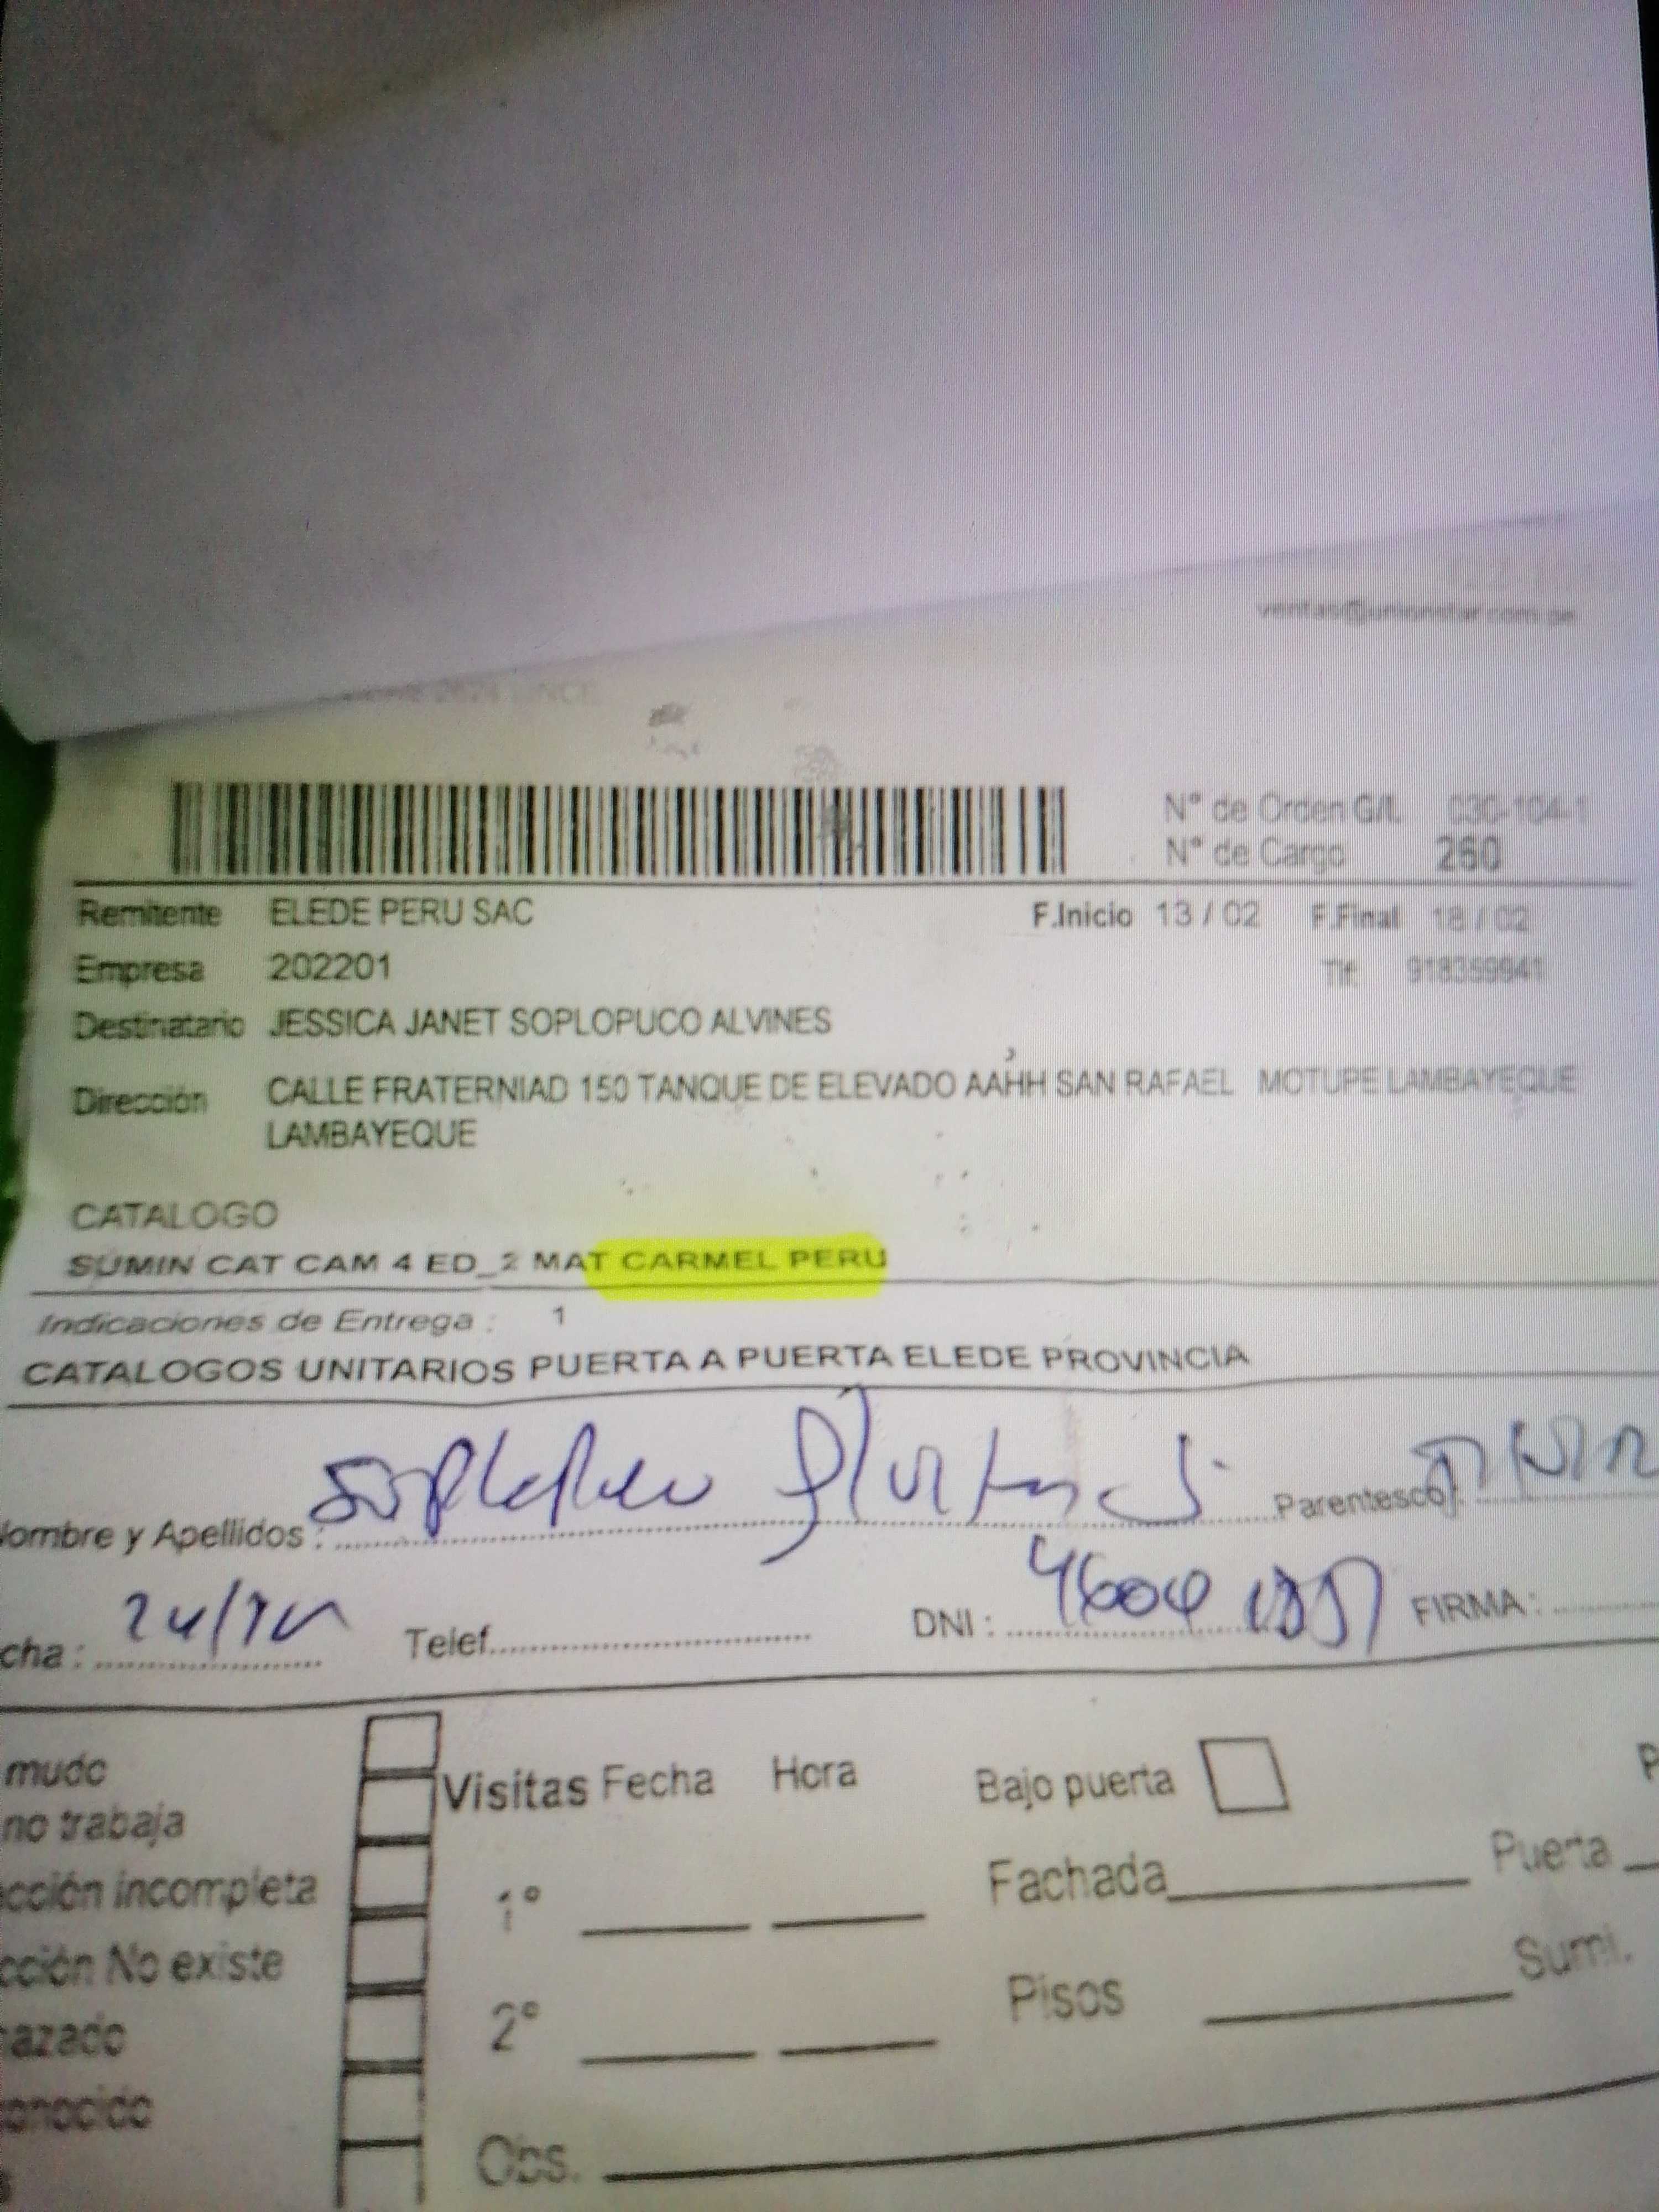 ventas@unionstar.com.pe
N° de Orden G/I. 030-104-1
N° de Cargo 260
Remitente ELEDE PERU SAC F.Inicio 13 / 02 F.Final 18 / 02
Empresa 202201 Tlf: 918359941
Destinatario JESSICA JANET SOPLOPUCO ALVINES
Dirección CALLE FRATERNIAD 150 TANQUE DE ELEVADO AAHH SAN RAFAEL MOTUPE LAMBAYEQUE
LAMBAYEQUE
CATALOGO
SUMIN CAT CAM 4 ED_2 MAT CARMEL PERU
Indicaciones de Entrega : 1
CATALOGOS UNITARIOS PUERTA A PUERTA ELEDE PROVINCIA
Nombre y Apellidos : Parentesco
cha : Telef. DNI : FIRMA :
mudo
Visitas Fecha Hora Bajo puerta P
no trabaja
cción incompleta 1° Fachada Puerta
cción No existe
azado 2° Pisos Sumi.
onocido
Obs.